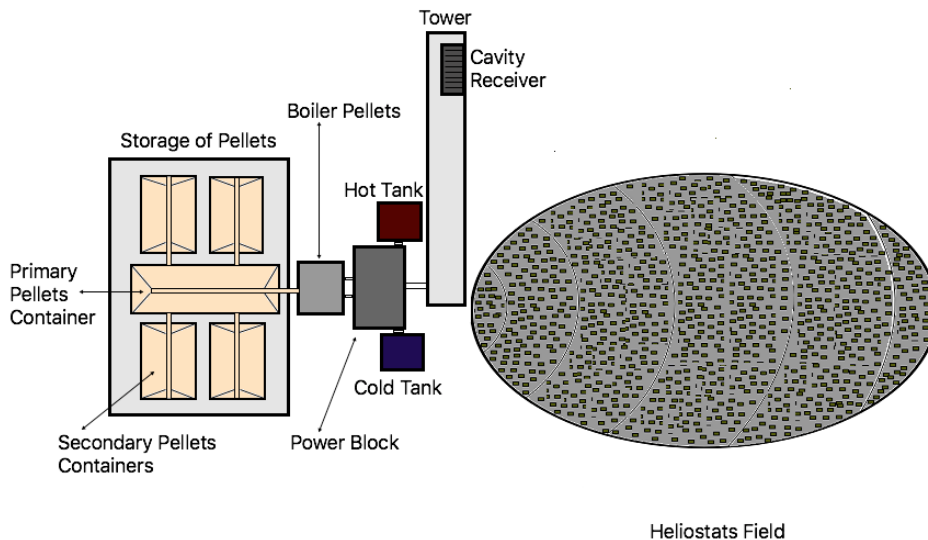 Tower
Cavity
Receiver
Boiler Pellets
Storage of Pellets
Hot Tank
Primary
Pellets
Container
Cold Tank
Secondary Pellets
Containers
Power Block
Heliostats Field